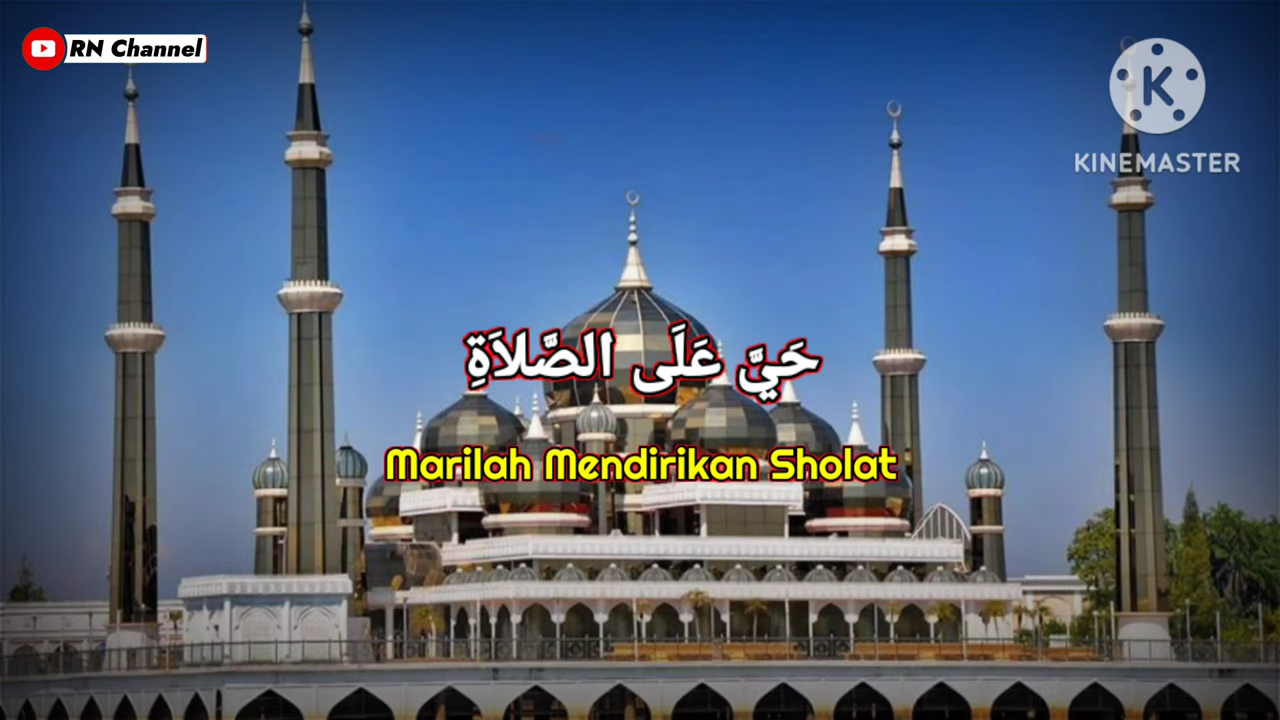 RN Channel
K
KINEMASTER
حَيَّ عَلَى الصَّلاَةِ
Marilah Mendirikan Sholat